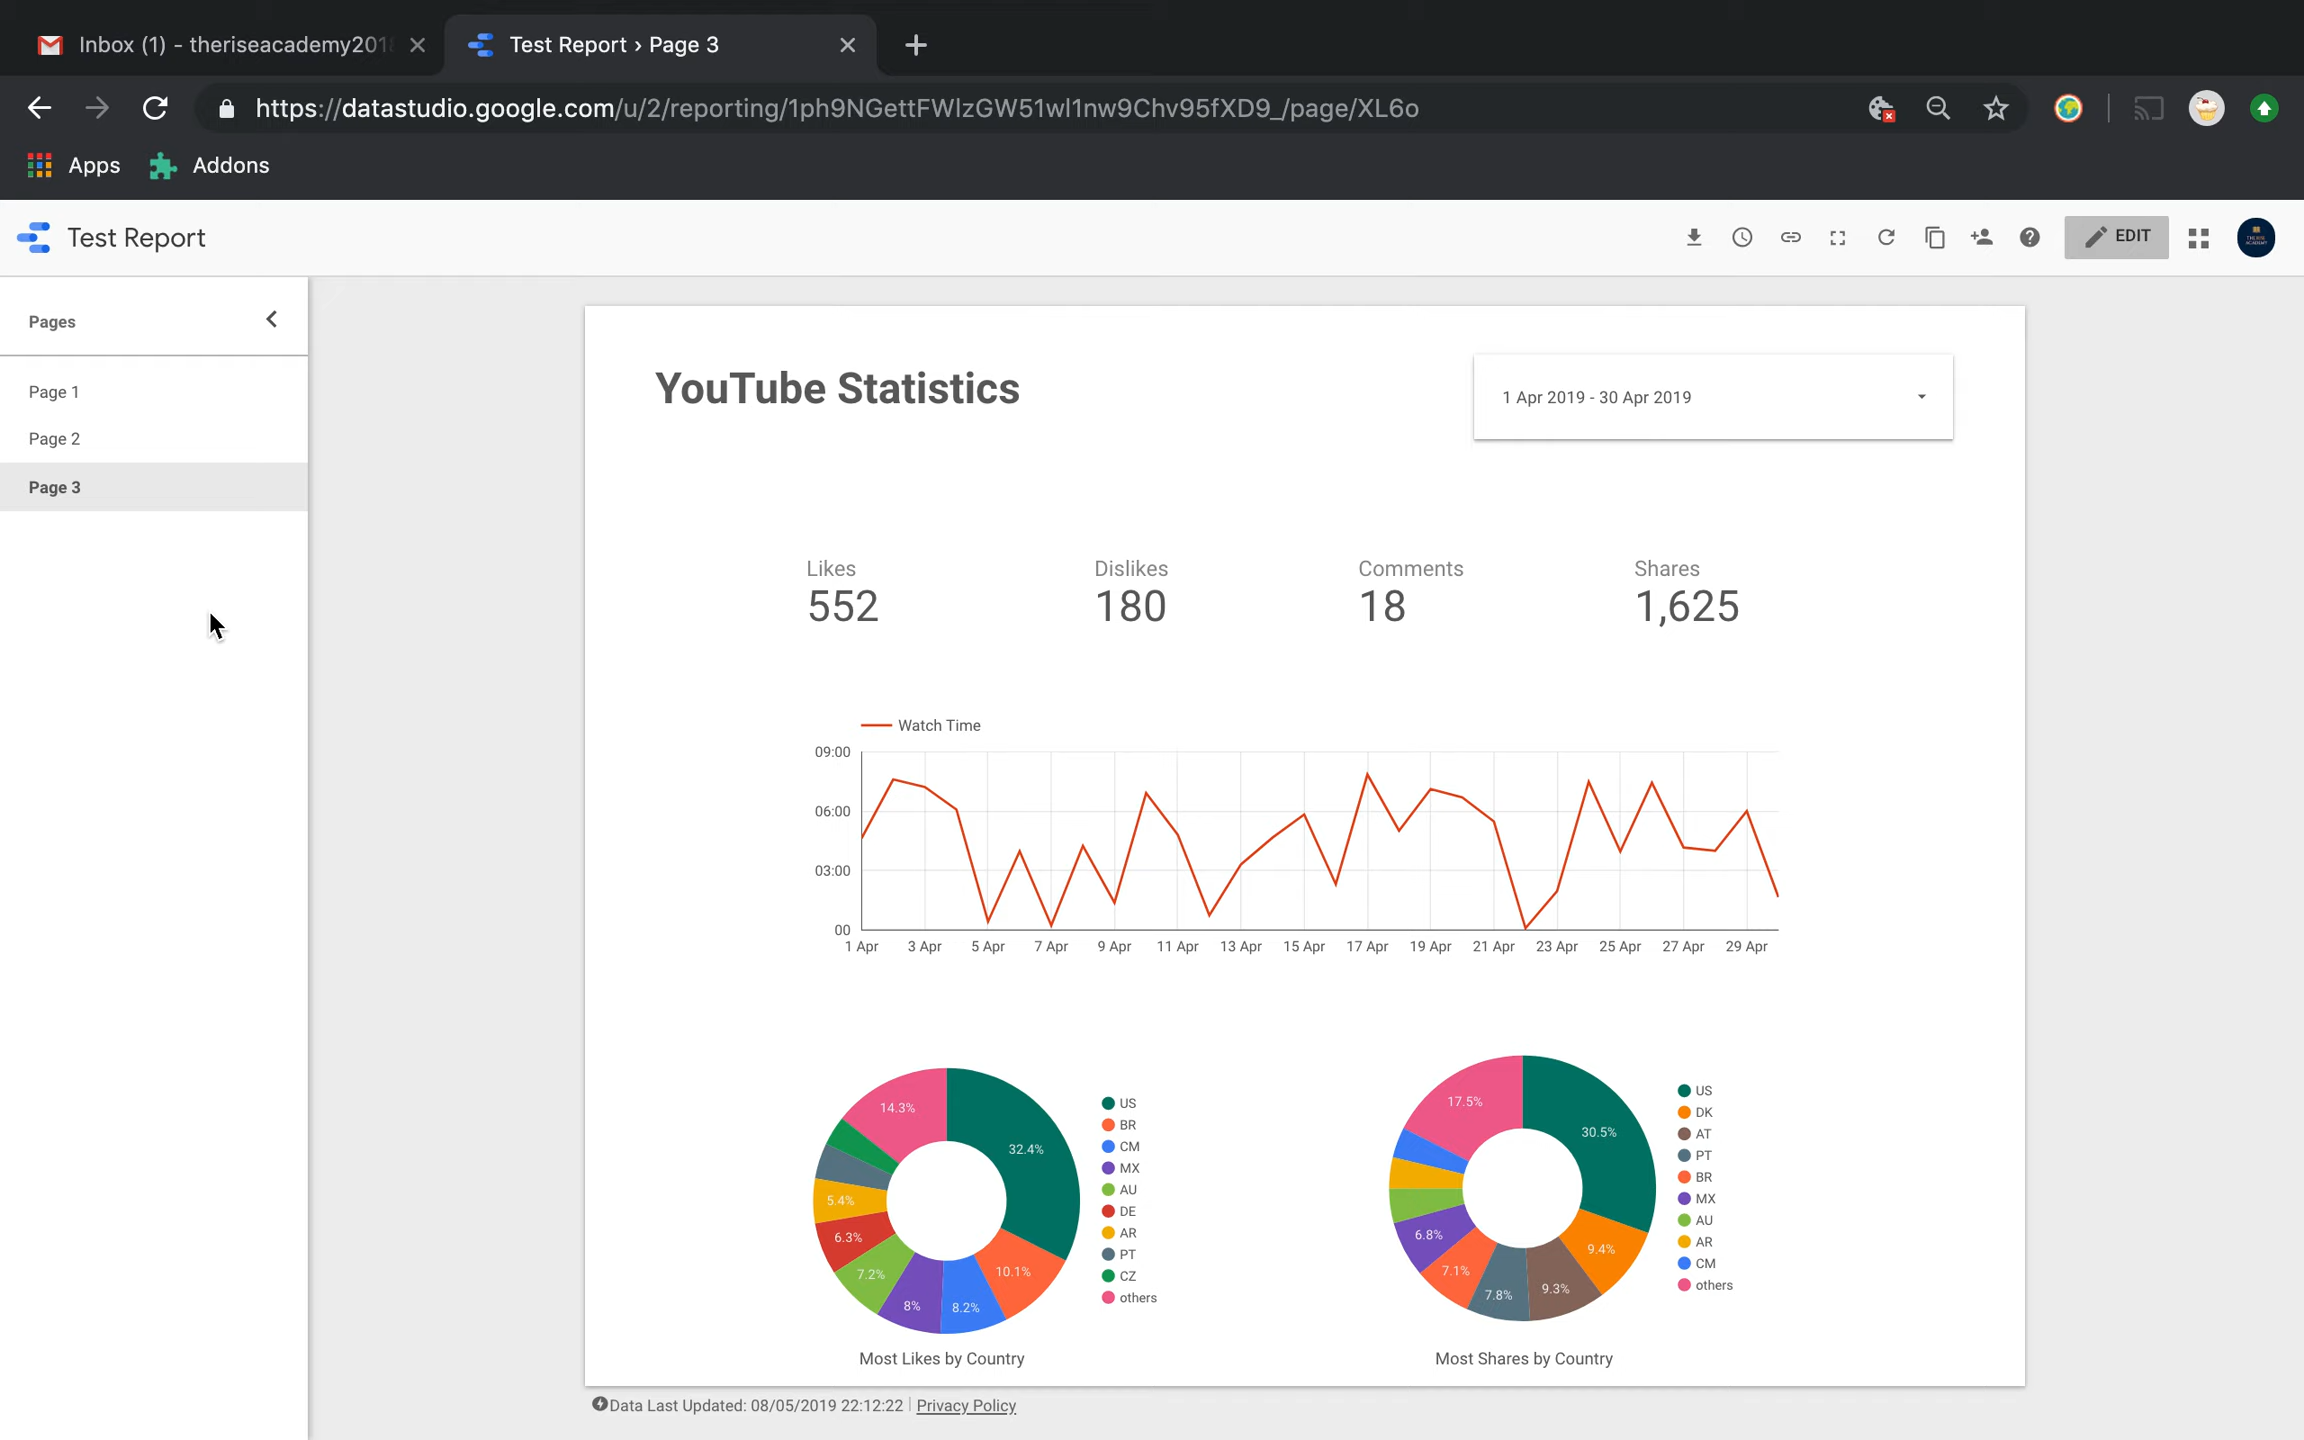 Inbox (1) - theriseacademy201
Test Report › Page 3
https://datastudio.google.com/u/2/reporting/1ph9NGettFWlzGW51wl1nw9Chv95fXD9_/page/XL6o
Apps
Addons
Test Report
EDIT
Pages
Page 1
Page 2
Page 3
YouTube Statistics
1 Apr 2019 - 30 Apr 2019
Likes
552
Dislikes
180
Comments
18
Shares
1,625
Watch Time
09:00
06:00
03:00
00
1 Apr 3 Apr 5 Apr 7 Apr 9 Apr 11 Apr 13 Apr 15 Apr 17 Apr 19 Apr 21 Apr 23 Apr 25 Apr 27 Apr 29 Apr
14.3%
32.4%
5.4%
6.3%
7.2%
8%
8.2%
10.1%
US
BR
CM
MX
AU
DE
AR
PT
CZ
others
Most Likes by Country
17.5%
30.5%
6.8%
7.1%
7.8%
9.3%
9.4%
US
DK
AT
PT
BR
MX
AU
AR
CM
others
Most Shares by Country
Data Last Updated: 08/05/2019 22:12:22
Privacy Policy